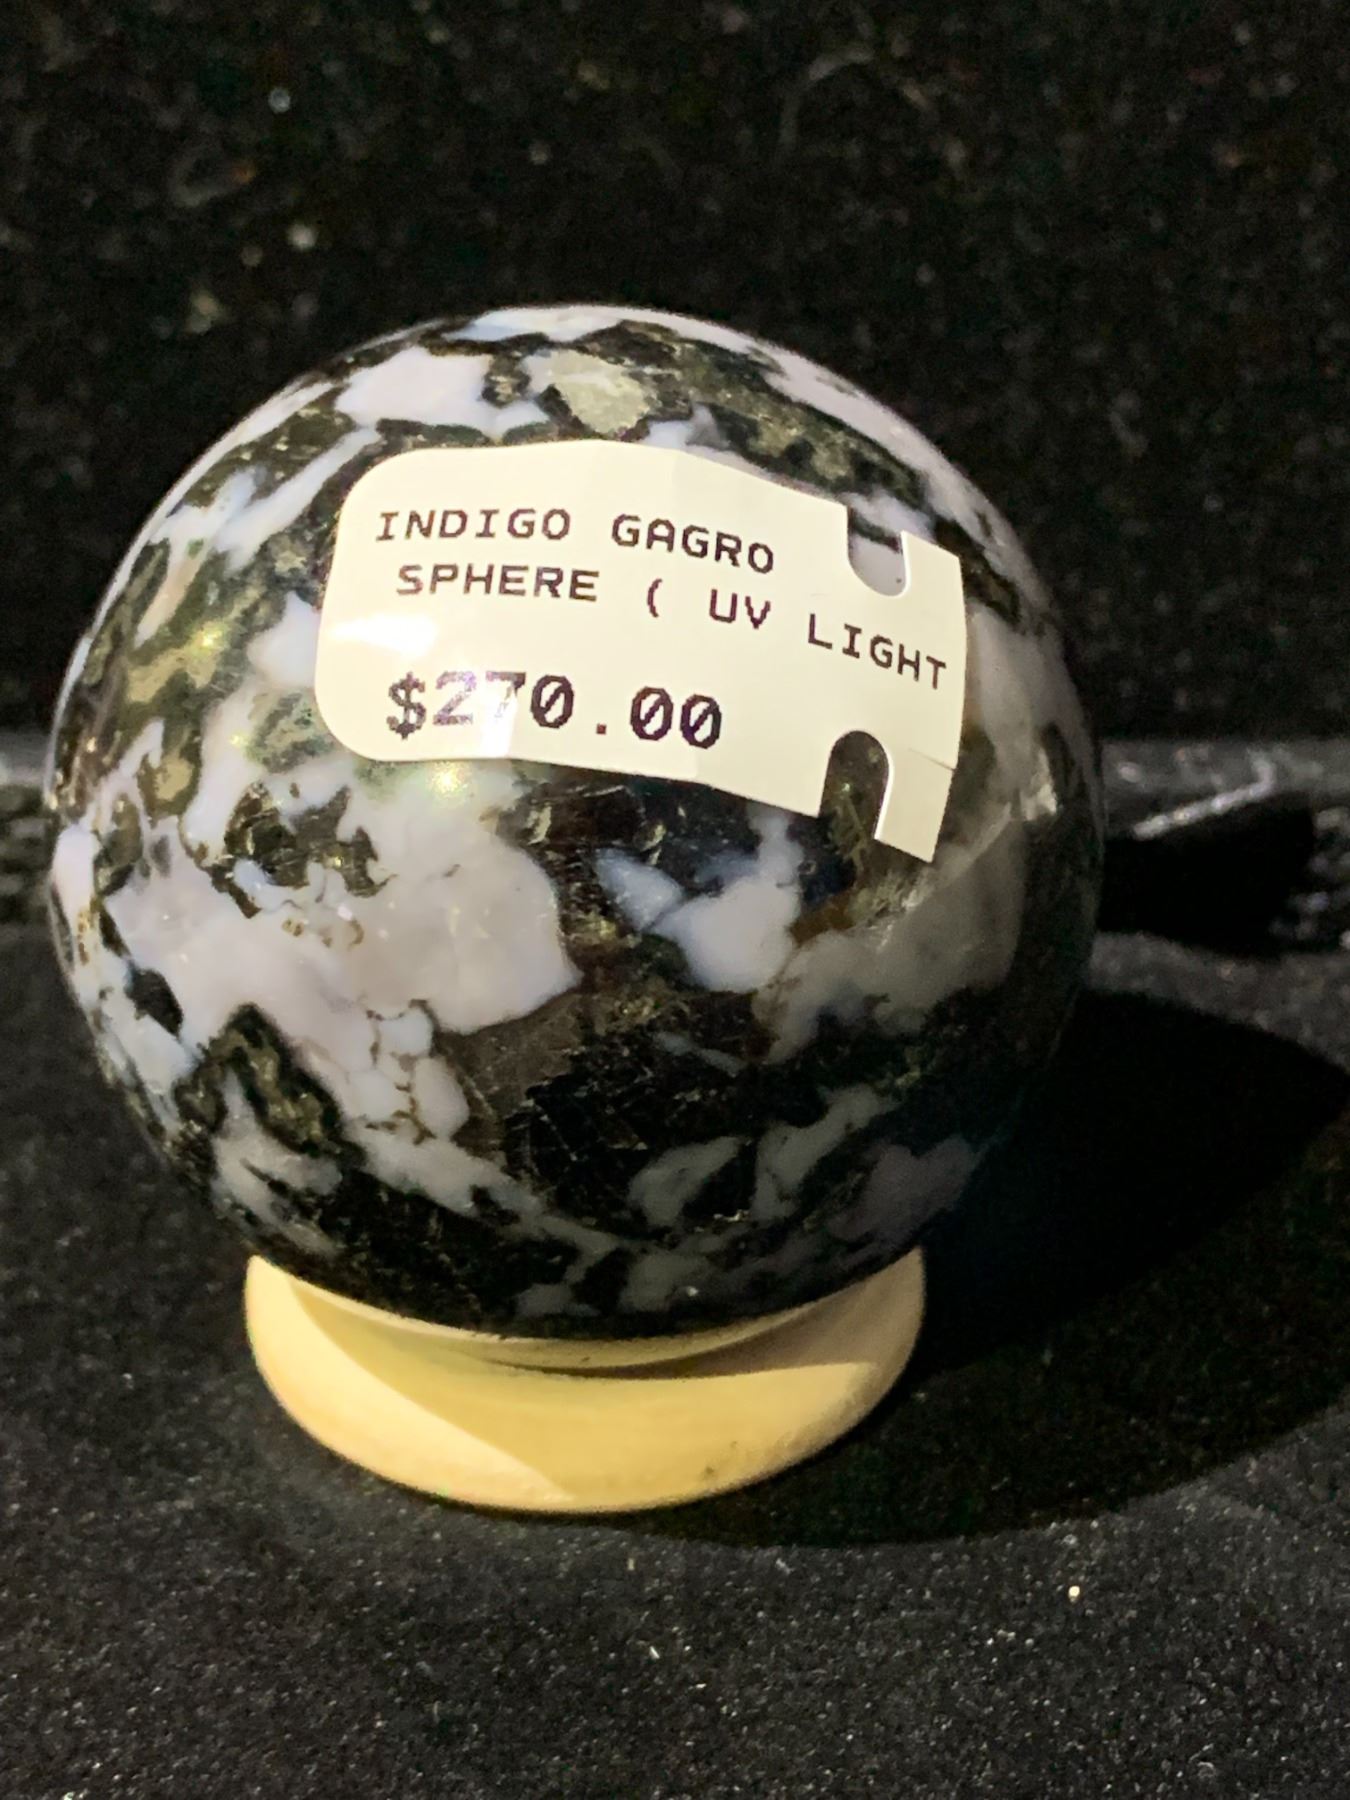 INDIGO GAGRO
SPHERE ( UV LIGHT
$270.00